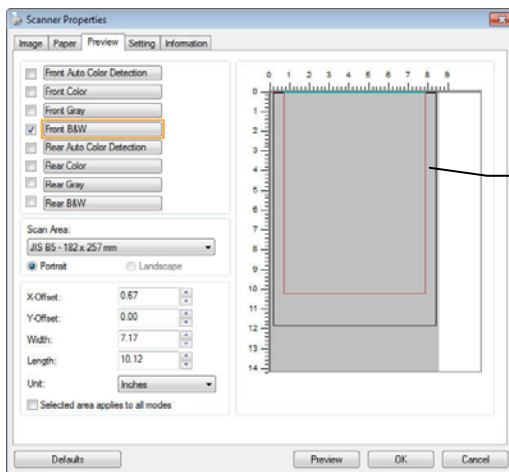 Scanner Properties
Image Paper Preview Setting Information
Front Auto Color Detection
Front Color
Front Gray
Front B&W
Rear Auto Color Detection
Rear Color
Rear Gray
Rear B&W
Scan Area:
JIS B5 - 182 x 257 mm
Portrait Landscape
X-Offset: 0.67
Y-Offset: 0.00
Width: 7.17
Length: 10.12
Unit: Inches
Selected area applies to all modes
0 1 2 3 4 5 6 7 8 9
0
1
2
3
4
5
6
7
8
9
10
11
12
13
14
Defaults Preview OK Cancel